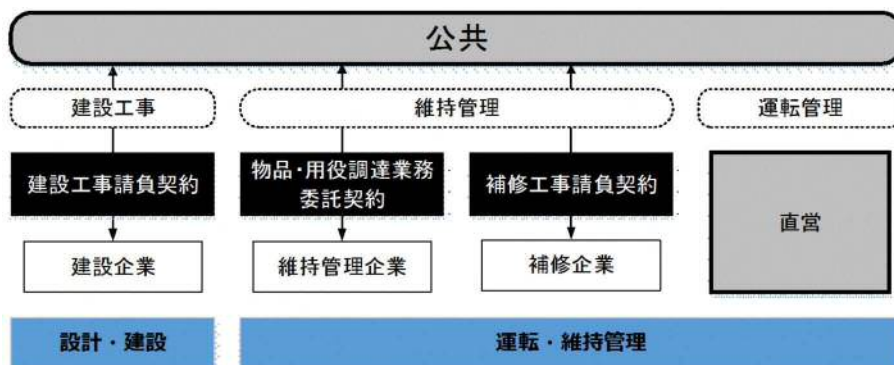 公共
建設工事
維持管理
運転管理
建設工事請負契約
物品・用役調達業務
委託契約
補修工事請負契約
直営
建設企業
維持管理企業
補修企業
設計・建設
運転・維持管理